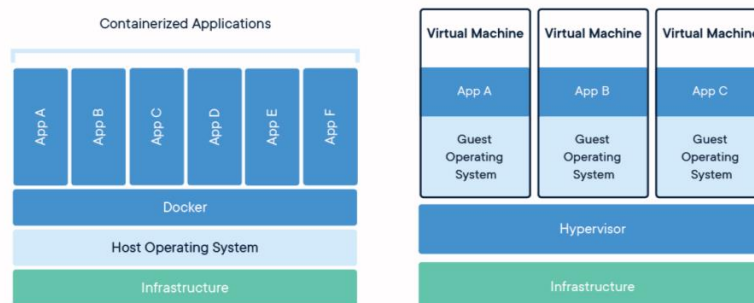 Containerized Applications
App A
App B
App C
App D
App E
App F
Docker
Host Operating System
Infrastructure
Virtual Machine
App A
Guest
Operating
System
Virtual Machine
App B
Guest
Operating
System
Virtual Machine
App C
Guest
Operating
System
Hypervisor
Infrastructure